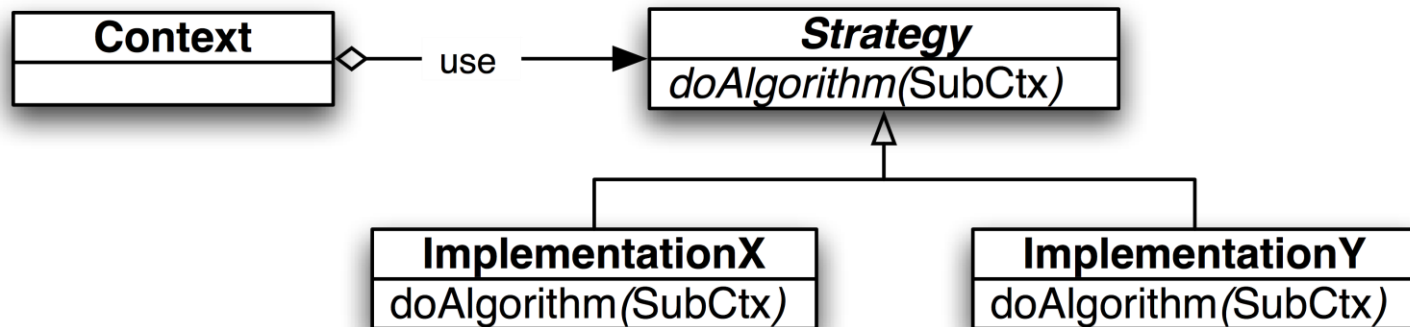 Context
use
Strategy
doAlgorithm(SubCtx)
ImplementationX
doAlgorithm(SubCtx)
ImplementationY
doAlgorithm(SubCtx)